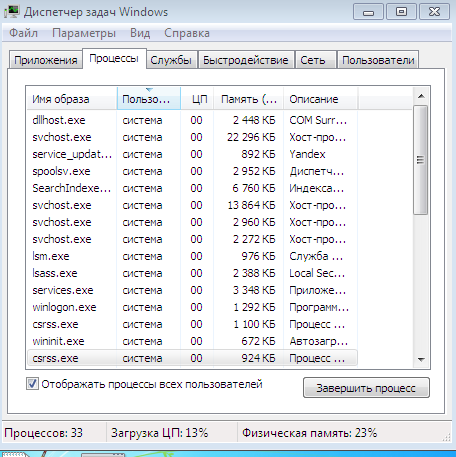 Диспетчер задач Windows
Файл Параметры Вид Справка
Приложения Процессы Службы Быстродействие Сеть Пользователи
Имя образа Пользо... ЦП Память (... Описание
dllhost.exe система 00 2 448 КБ COM Surr...
svchost.exe система 00 22 296 КБ Хост-про...
service_updat... система 00 892 КБ Yandex
spoolsv.exe система 00 2 952 КБ Диспетч...
SearchIndexe... система 00 6 760 КБ Индекса...
svchost.exe система 00 13 864 КБ Хост-про...
svchost.exe система 00 2 960 КБ Хост-про...
svchost.exe система 00 2 272 КБ Хост-про...
lsm.exe система 00 976 КБ Служба ...
lsass.exe система 00 2 388 КБ Local Sec...
services.exe система 00 3 348 КБ Приложе...
winlogon.exe система 00 1 292 КБ Программ...
csrss.exe система 00 1 100 КБ Процесс ...
wininit.exe система 00 672 КБ Автозагр...
csrss.exe система 00 924 КБ Процесс ...
Отображать процессы всех пользователей Завершить процесс
Процессов: 33 Загрузка ЦП: 13% Физическая память: 23%